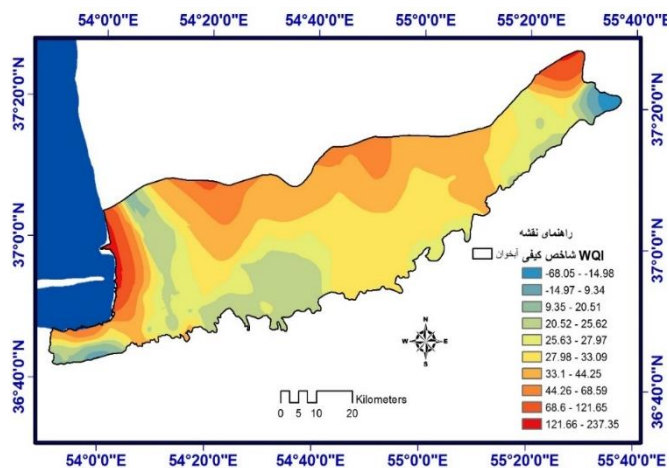 54°0'0"E 54°20'0"E 54°40'0"E 55°0'0"E 55°20'0"E 55°40'0"E
37°20'0"N 37°20'0"N
37°0'0"N 37°0'0"N
36°40'0"N 36°40'0"N
راهنمای نقشه
آبخوان WQI شاخص کیفی
-68.05 - -14.98
-14.97 - 9.34
9.35 - 20.51
20.52 - 25.62
25.63 - 27.97
27.98 - 33.09
33.1 - 44.25
44.26 - 68.59
68.6 - 121.65
121.66 - 237.35
N
W E
S
Kilometers
0 5 10 20
54°0'0"E 54°20'0"E 54°40'0"E 55°0'0"E 55°20'0"E 55°40'0"E